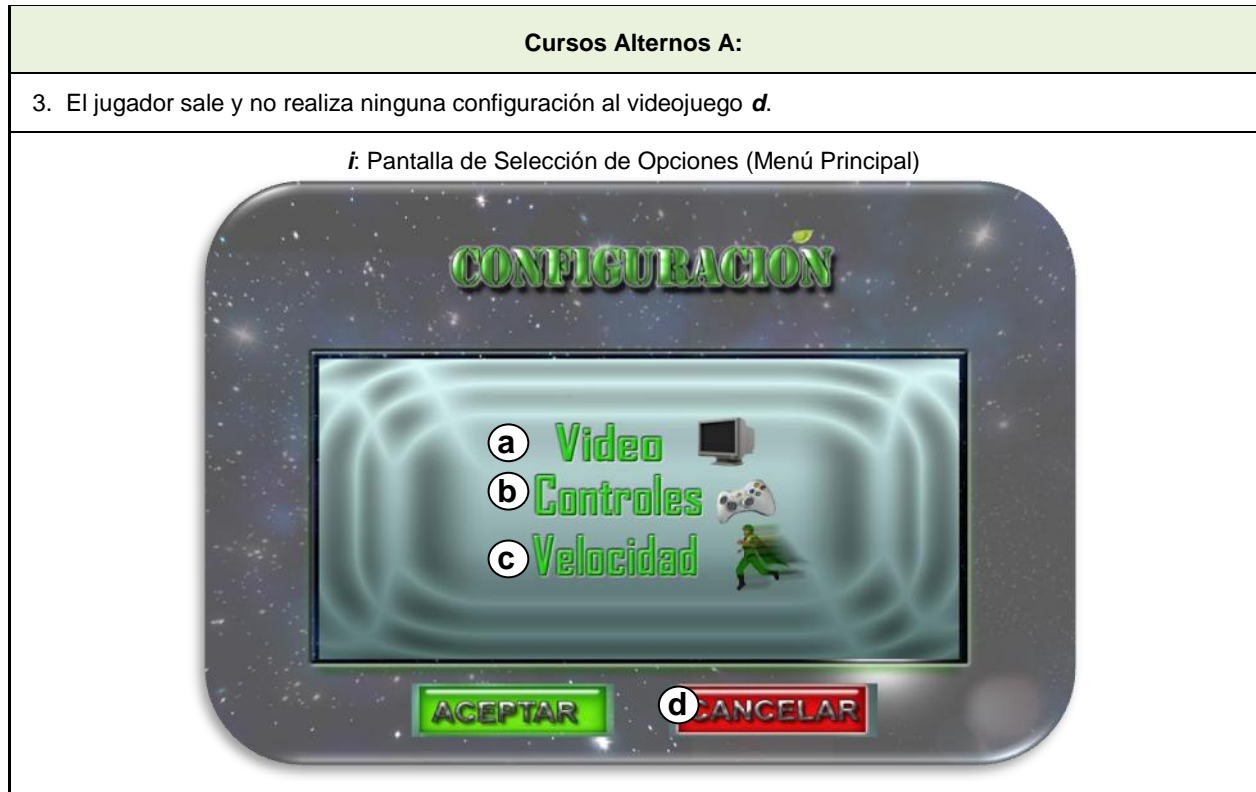 Cursos Alternos A:
3. El jugador sale y no realiza ninguna configuración al videojuego d.
i: Pantalla de Selección de Opciones (Menú Principal)
CONFIGURACIÓN
a Video
b Controles
c Velocidad
ACEPTAR d CANCELAR